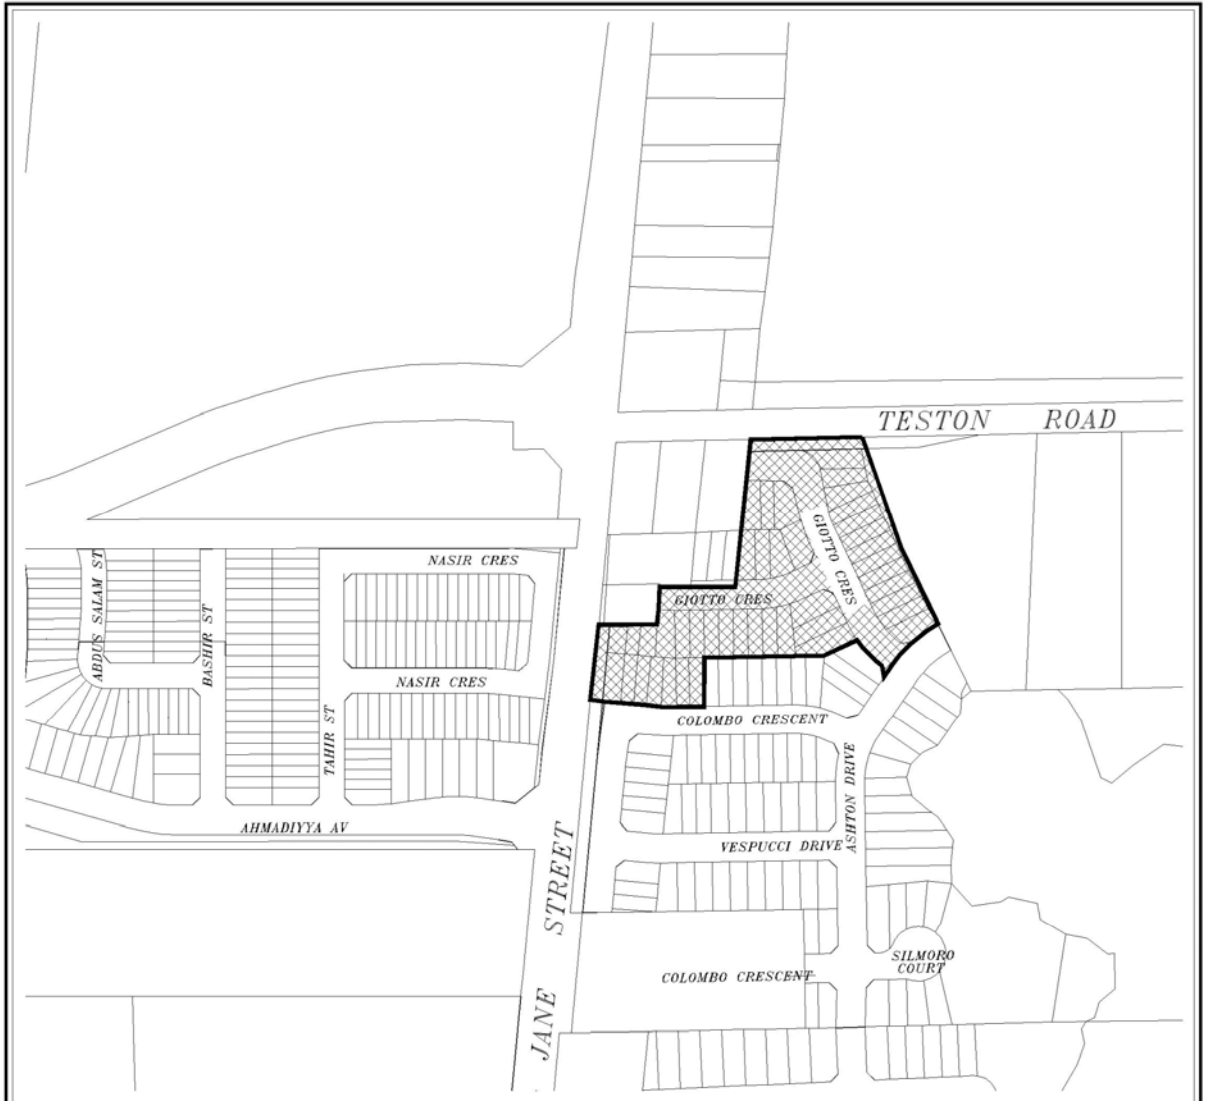 TESTON ROAD
GIOTTO CRES
NASIR CRES
ABDUS SALAM ST
BASHIR ST
GIOTTO CRES
NASIR CRES
TAHIR ST
COLOMBO CRESCENT
ASHTON DRIVE
AHMADIYYA AV
VESPUCCI DRIVE
JANE STREET
SILMORO
COURT
COLOMBO CRESCENT